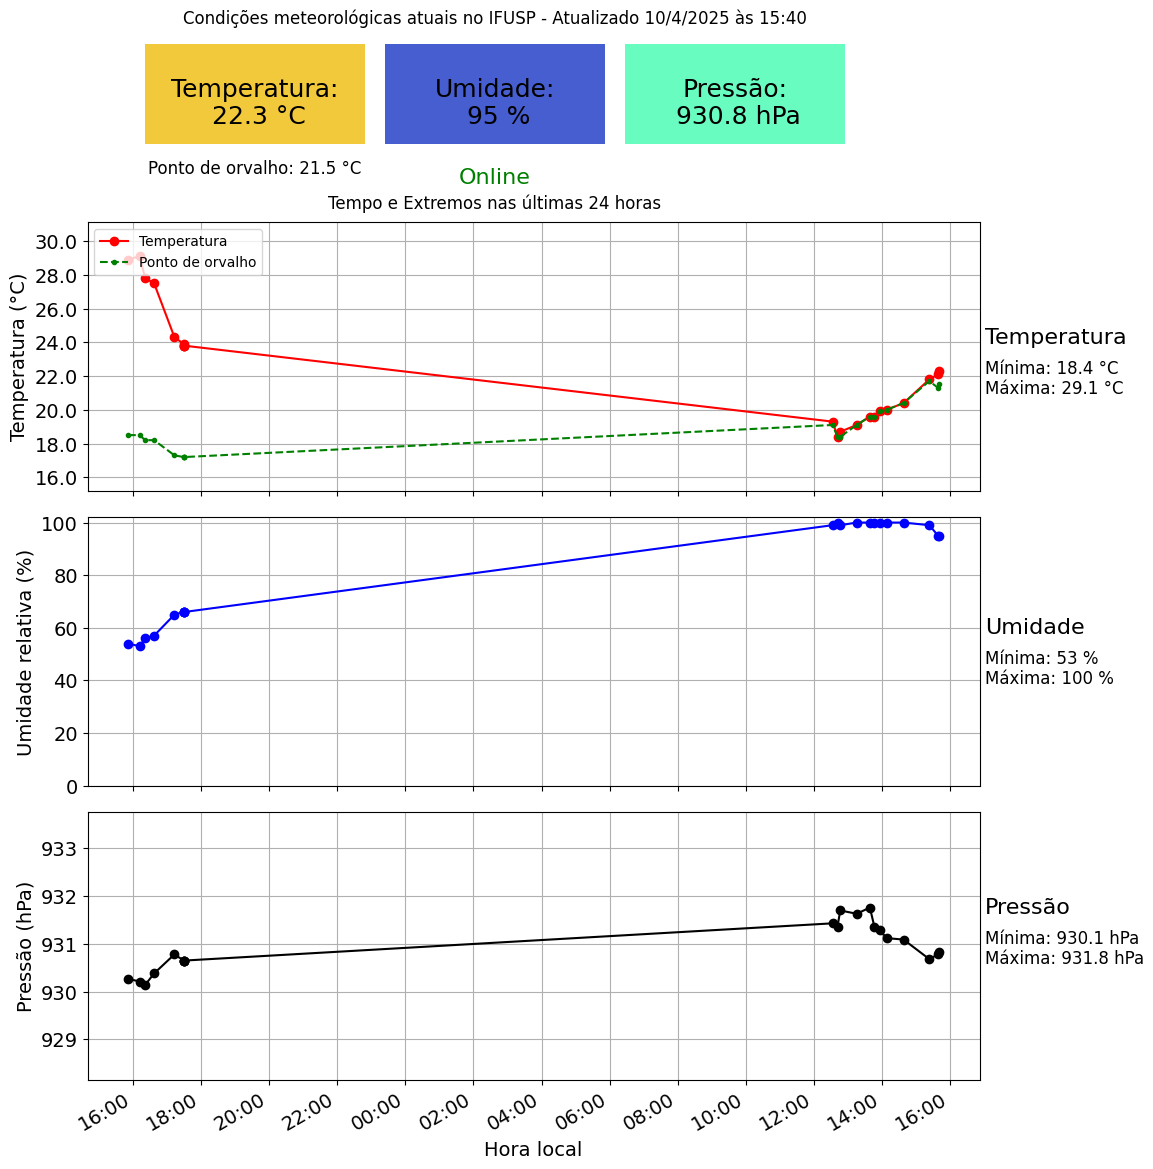 Condições meteorológicas atuais no IFUSP - Atualizado 10/4/2025 às 15:40
Temperatura:
22.3 °C
Umidade:
95 %
Pressão:
930.8 hPa
Ponto de orvalho: 21.5 °C
Online
Tempo e Extremos nas últimas 24 horas
Temperatura (°C)
30.0
28.0
26.0
24.0
22.0
20.0
18.0
16.0
Temperatura
Ponto de orvalho
Temperatura
Mínima: 18.4 °C
Máxima: 29.1 °C
Umidade relativa (%)
100
80
60
40
20
0
Umidade
Mínima: 53 %
Máxima: 100 %
Pressão (hPa)
933
932
931
930
929
Pressão
Mínima: 930.1 hPa
Máxima: 931.8 hPa
16:00 18:00 20:00 22:00 00:00 02:00 04:00 06:00 08:00 10:00 12:00 14:00 16:00
Hora local